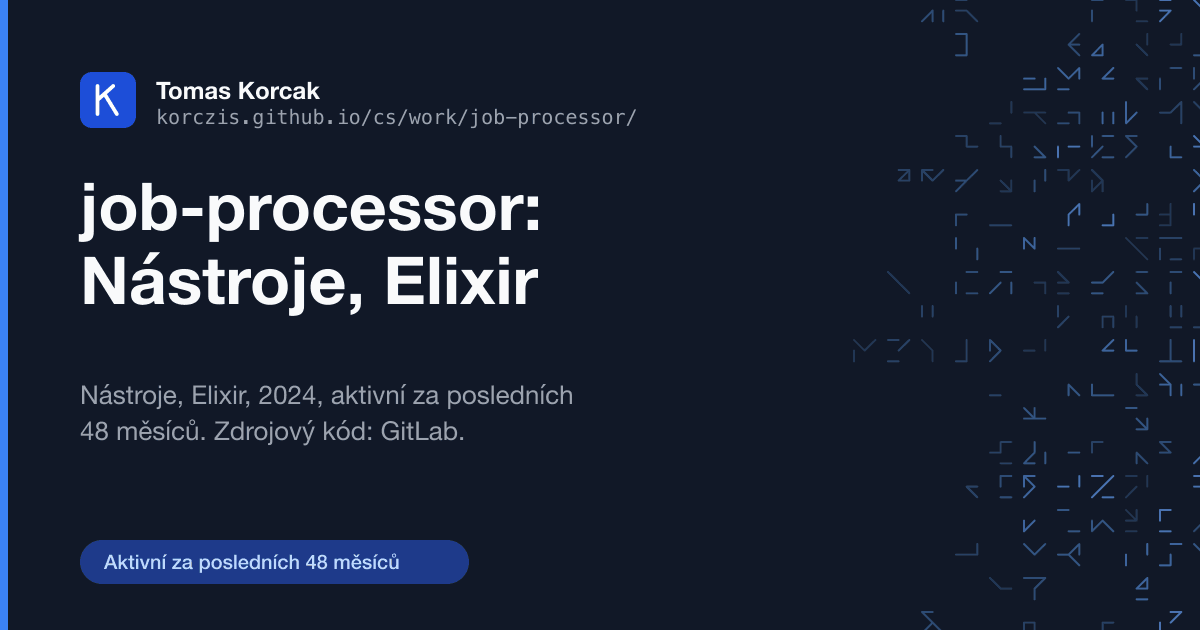 K
Tomas Korcak
korczis.github.io/cs/work/job-processor/
job-processor:
Nástroje, Elixir
Nástroje, Elixir, 2024, aktivní za posledních
48 měsíců. Zdrojový kód: GitLab.
Aktivní za posledních 48 měsíců